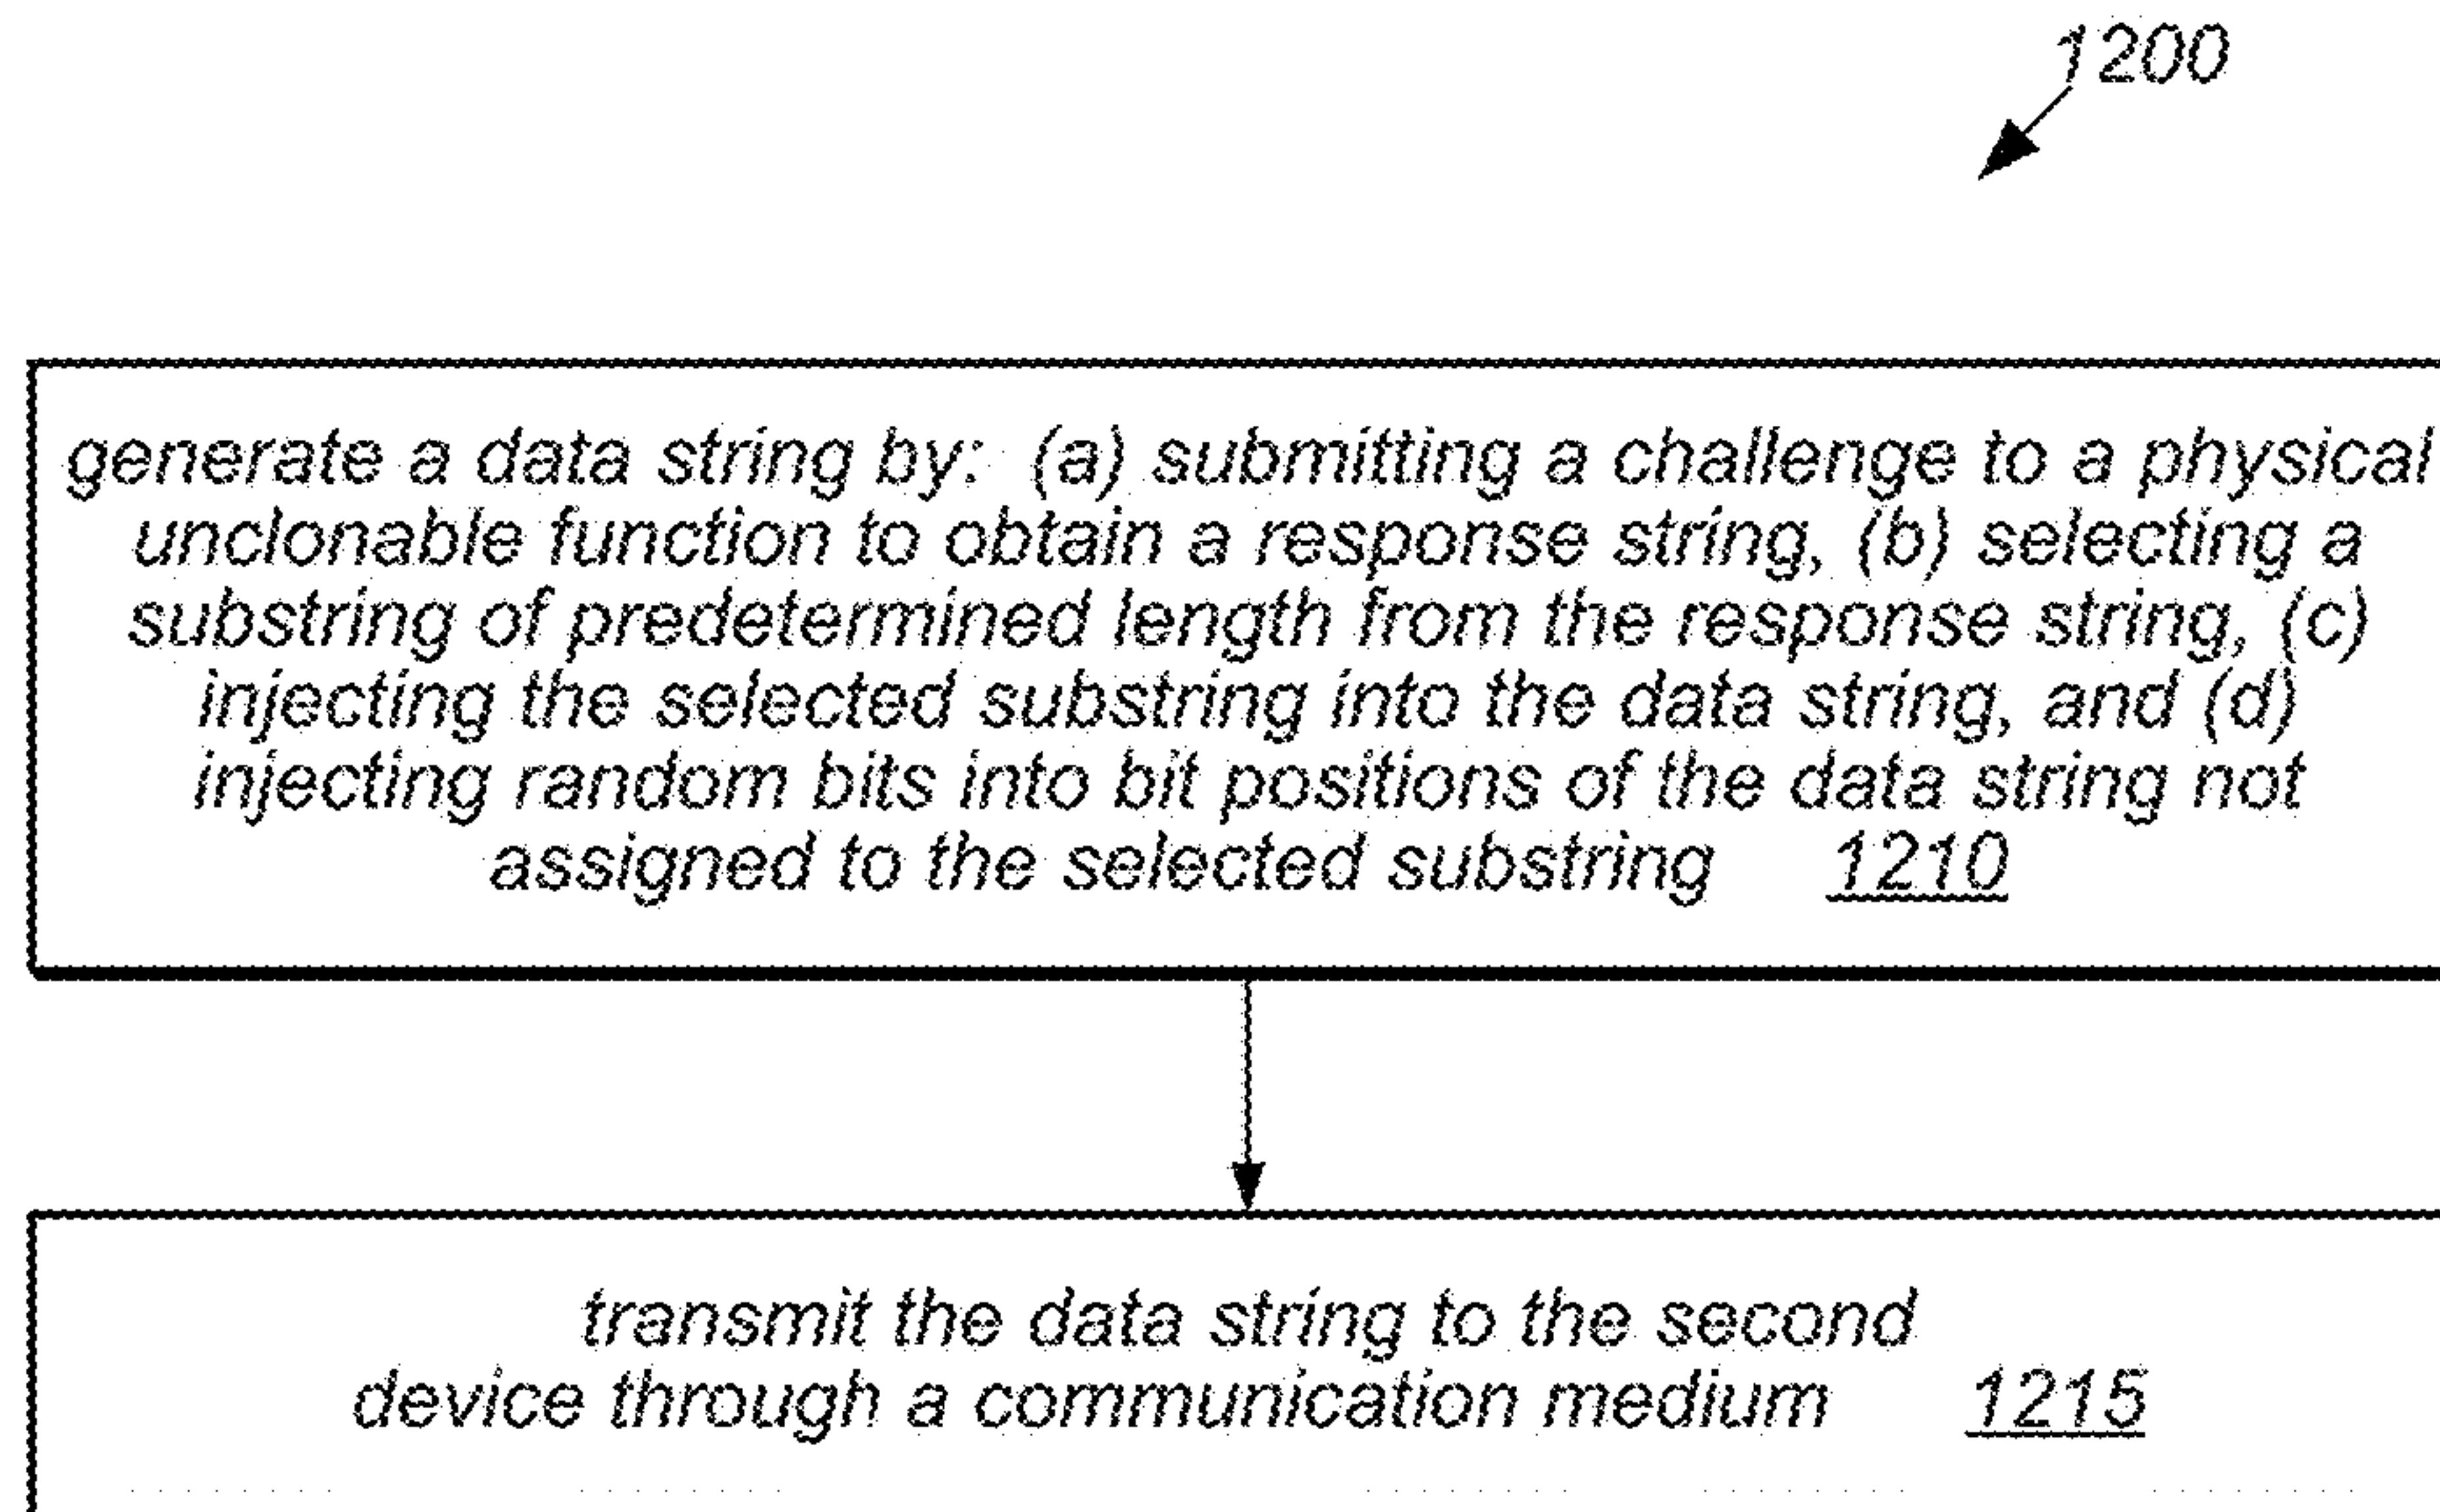 1200
generate a data string by: (a) submitting a challenge to a physical
unclonable function to obtain a response string, (b) selecting a
substring of predetermined length from the response string, (c)
injecting the selected substring into the data string, and (d)
injecting random bits into bit positions of the data string not
assigned to the selected substring 1210
transmit the data string to the second
device through a communication medium 1215